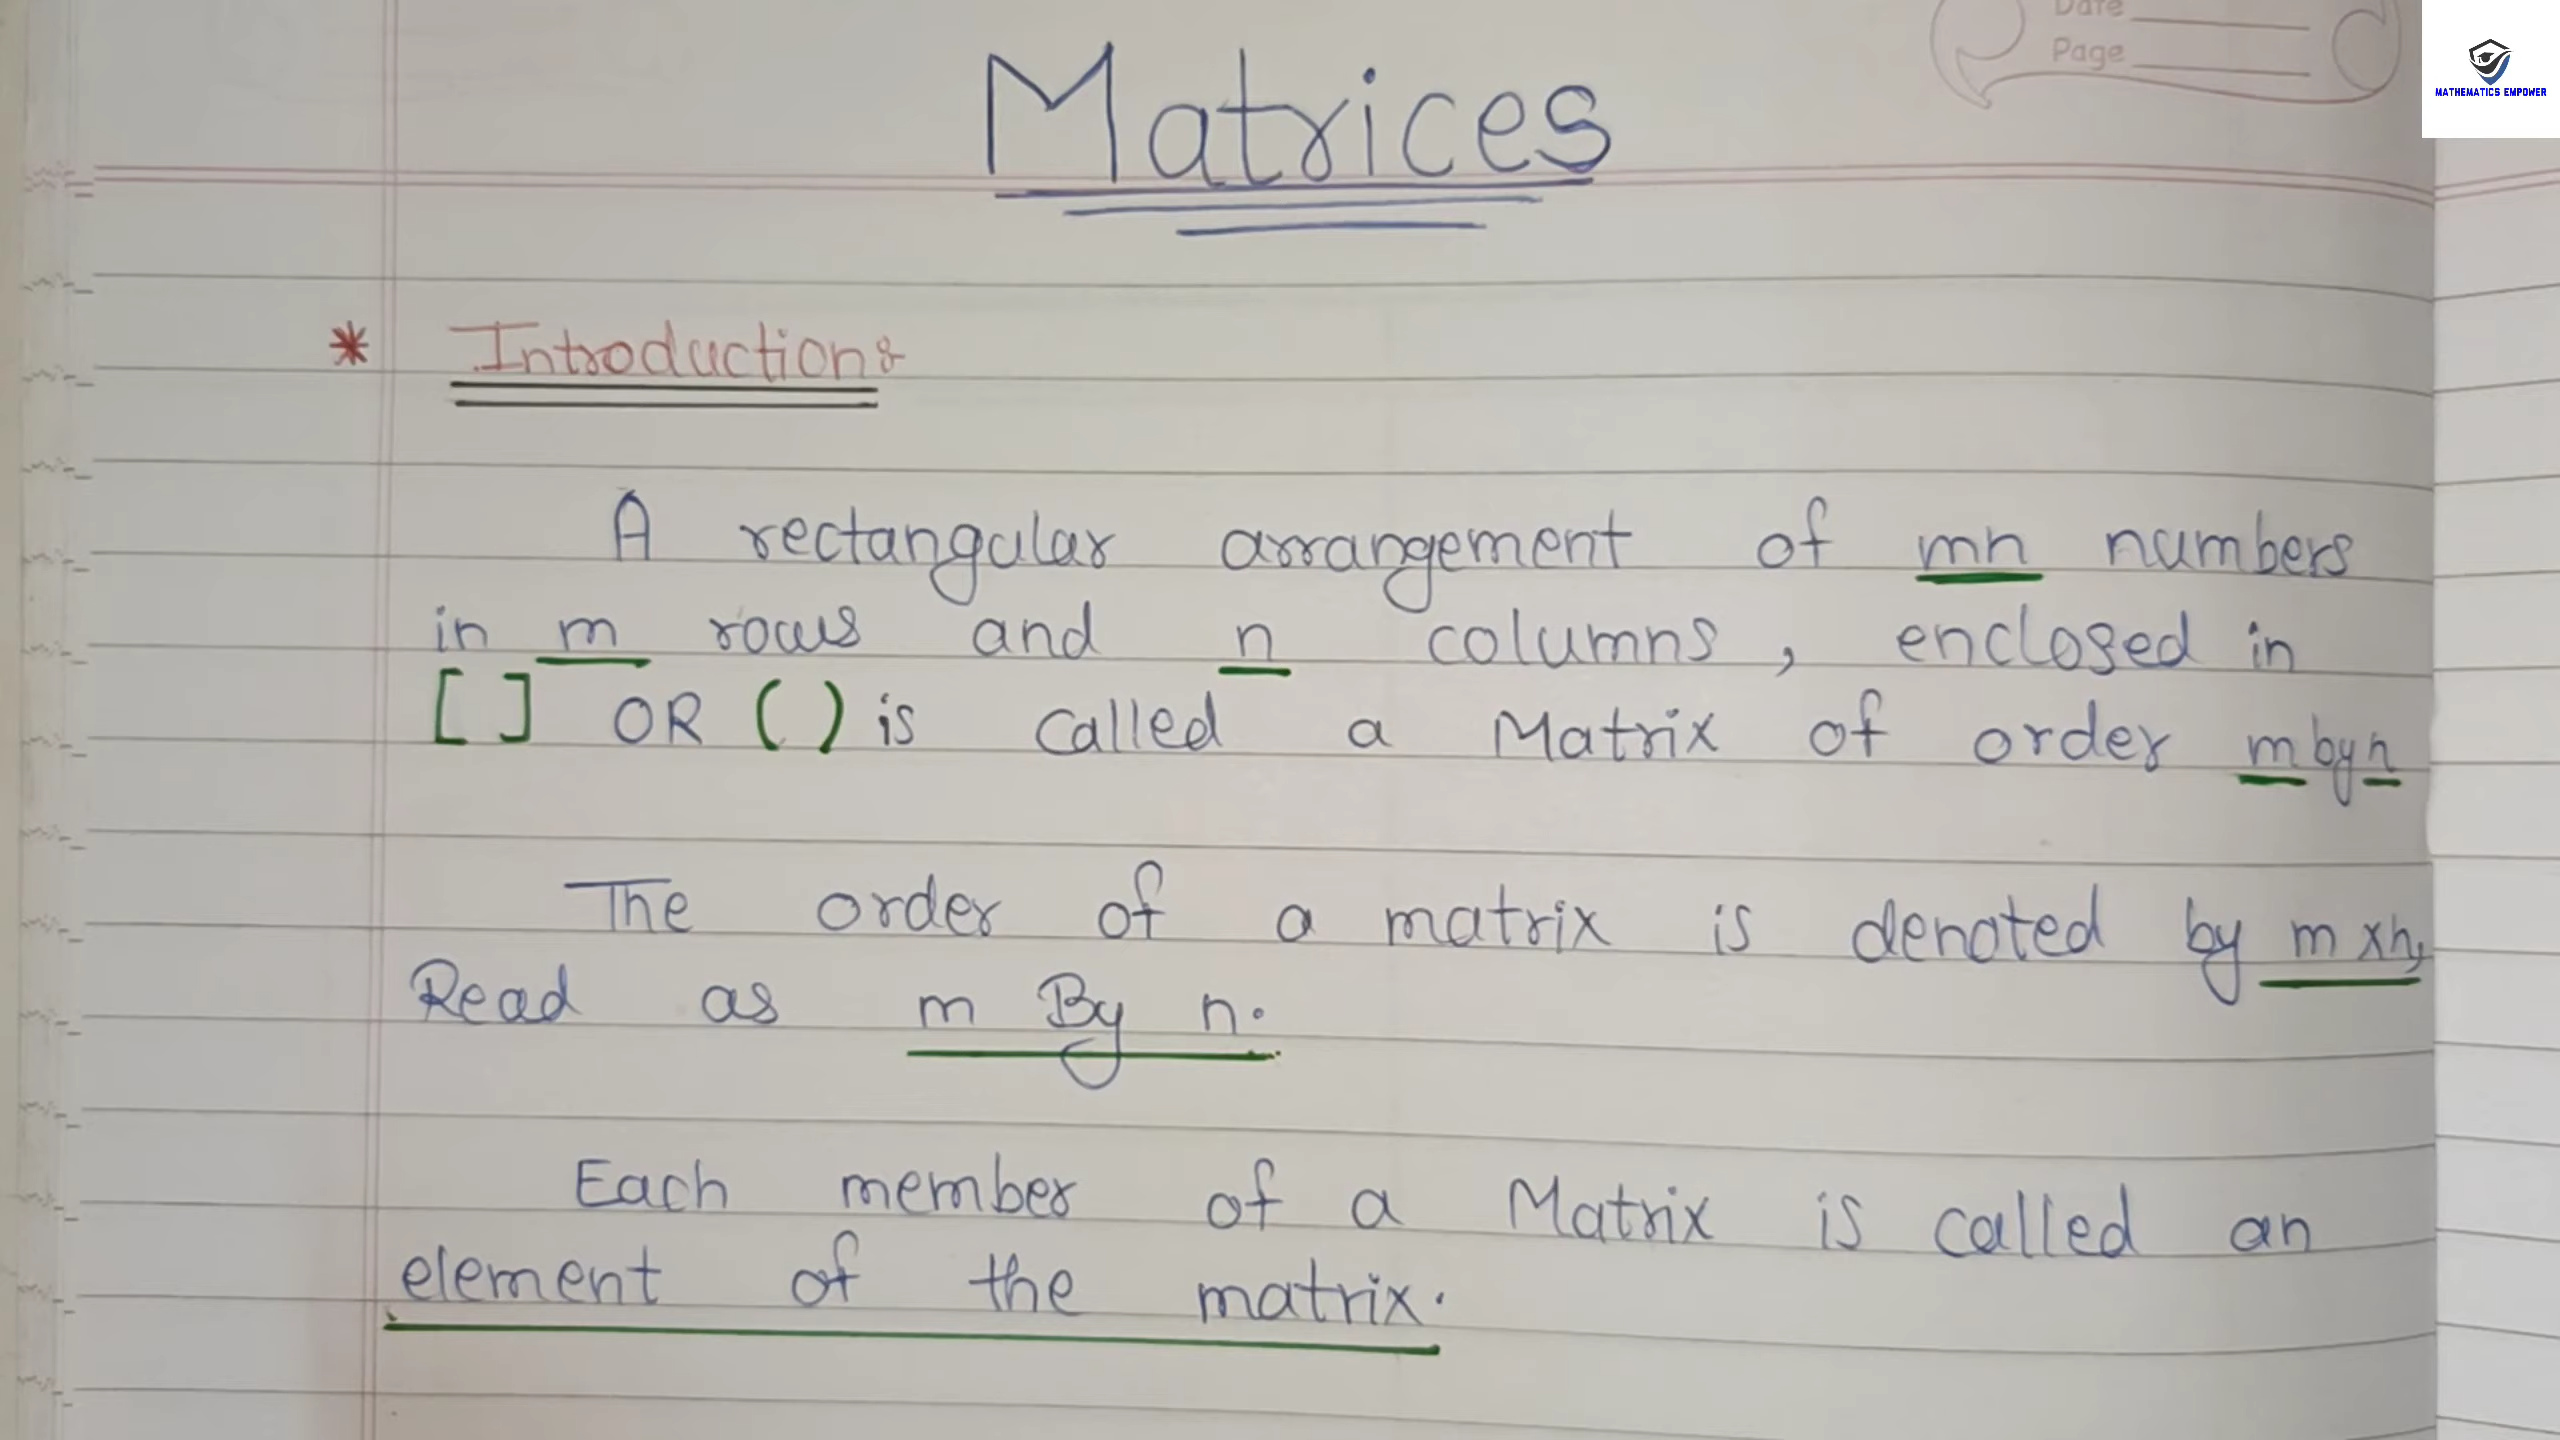 Date
Page
MATHEMATICS EMPOWER
Matrices
* Introduction:
A rectangular arrangement of mn numbers
in m rows and n columns, enclosed in
[ ] OR ( ) is called a Matrix of order m by n
The order of a matrix is denoted by m x n,
Read as m By n.
Each member of a Matrix is called an
element of the matrix.